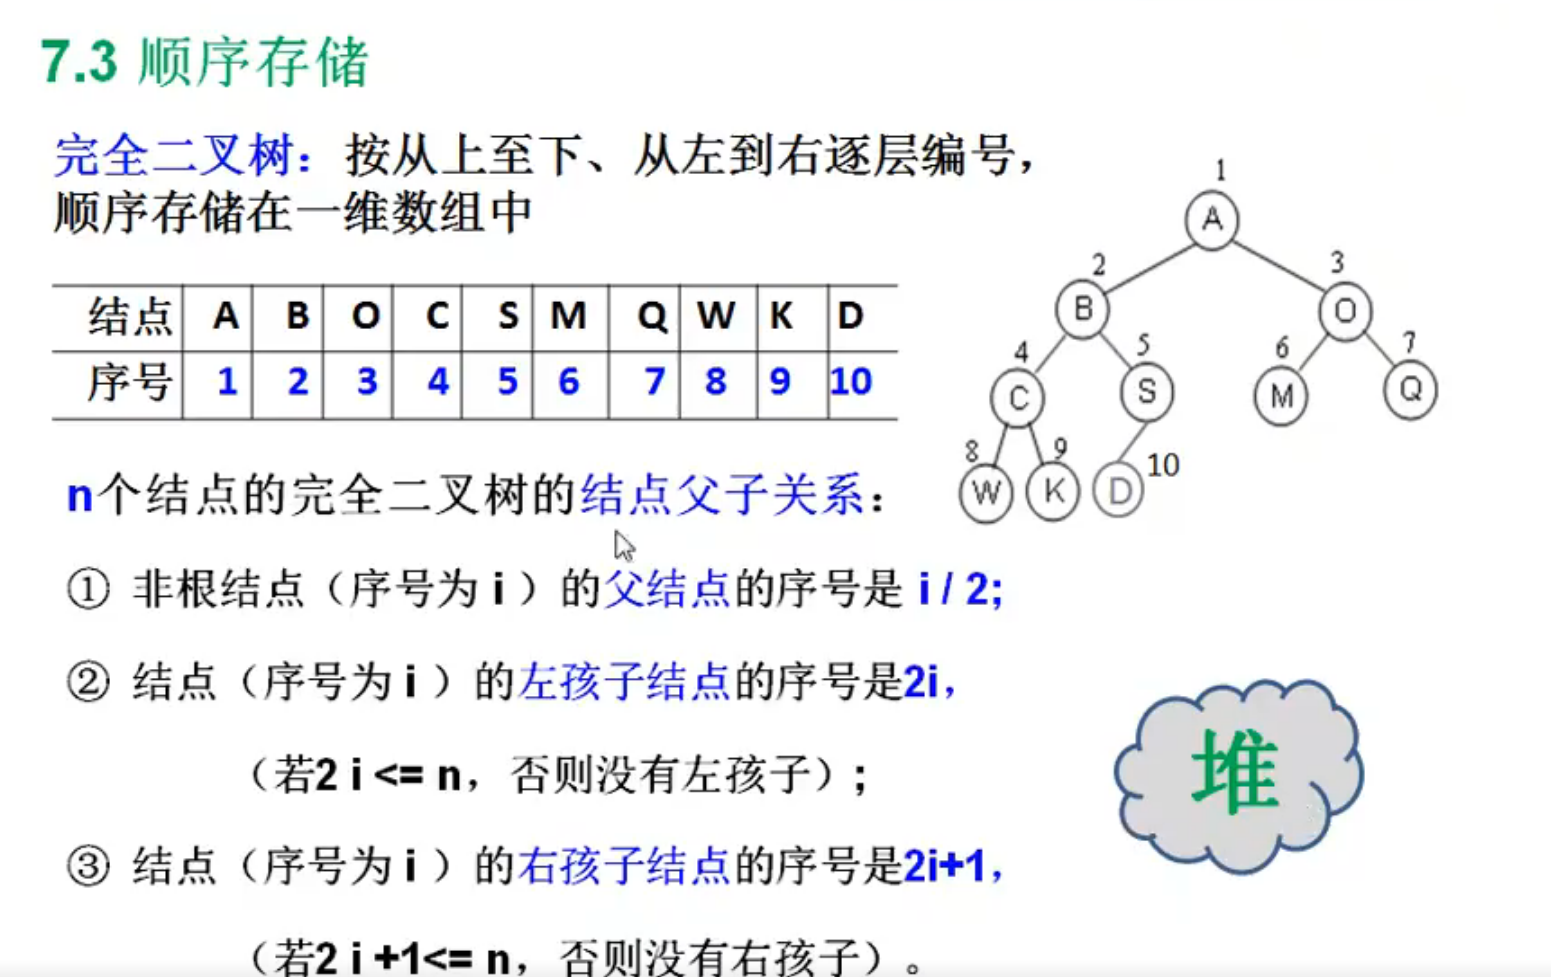 7.3 顺序存储
完全二叉树：按从上至下、从左到右逐层编号，
顺序存储在一维数组中
结点 A B O C S M Q W K D
序号 1 2 3 4 5 6 7 8 9 10
1
A
2 3
B O
4 5 6 7
C S M Q
8 9 10
W K D
n个结点的完全二叉树的结点父子关系：
① 非根结点（序号为 i ）的父结点的序号是 i / 2;
② 结点（序号为 i ）的左孩子结点的序号是2i，
（若2 i <= n，否则没有左孩子）;
③ 结点（序号为 i ）的右孩子结点的序号是2i+1，
（若2 i +1<= n，否则没有右孩子）。
堆